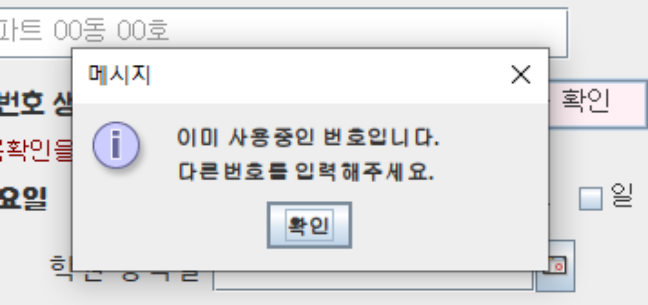 파트 00동 00호
메시지
번호 생
확인
이미 사용중인 번호입니다.
다른번호를 입력해주세요.
확인을
요일
일
확인